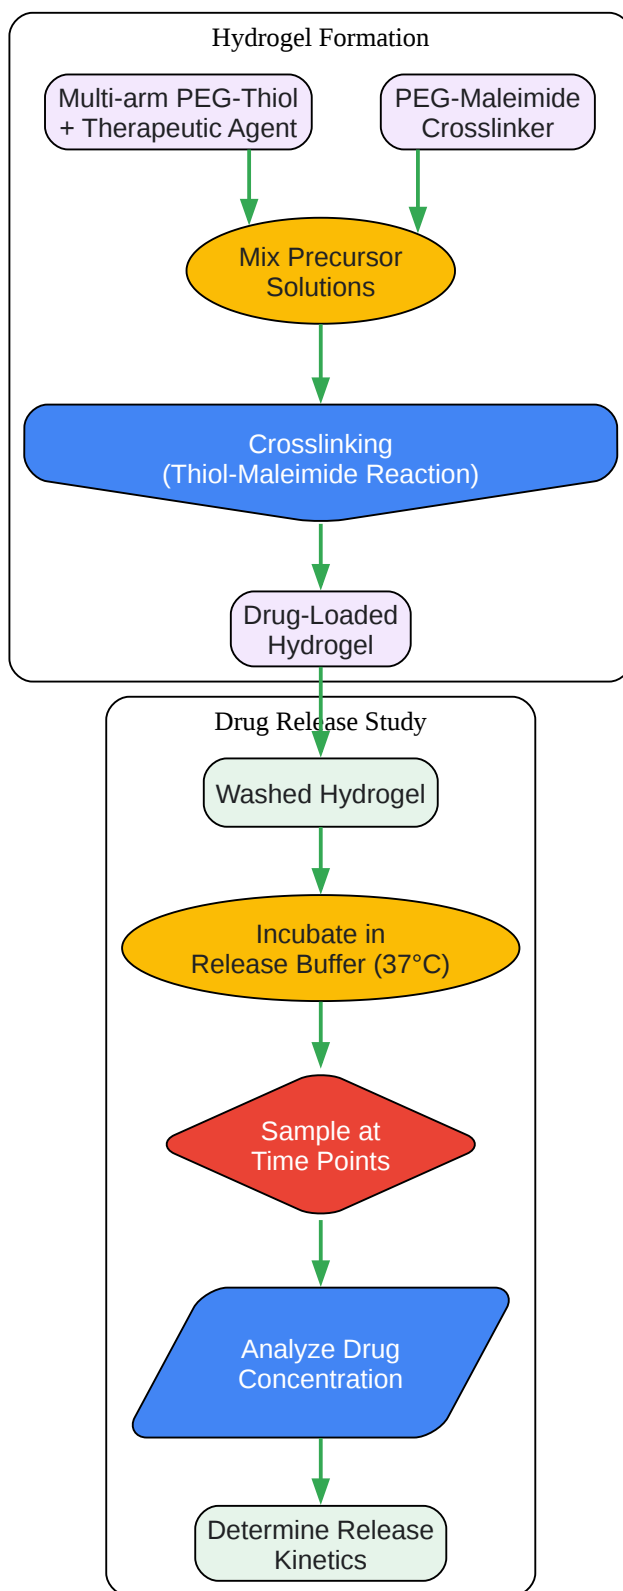 Hydrogel Formation
Multi-arm PEG-Thiol
+ Therapeutic Agent
PEG-Maleimide
Crosslinker
Mix Precursor
Solutions
Crosslinking
(Thiol-Maleimide Reaction)
Drug-Loaded
Hydrogel
Drug Release Study
Washed Hydrogel
Incubate in
Release Buffer (37°C)
Sample at
Time Points
Analyze Drug
Concentration
Determine Release
Kinetics